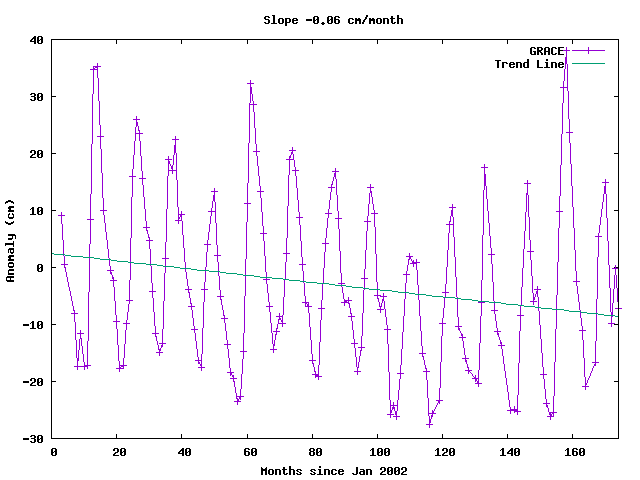 Slope -0.06 cm/month
GRACE
Trend Line
40
30
20
10
0
-10
-20
-30
Anomaly (cm)
0 20 40 60 80 100 120 140 160
Months since Jan 2002